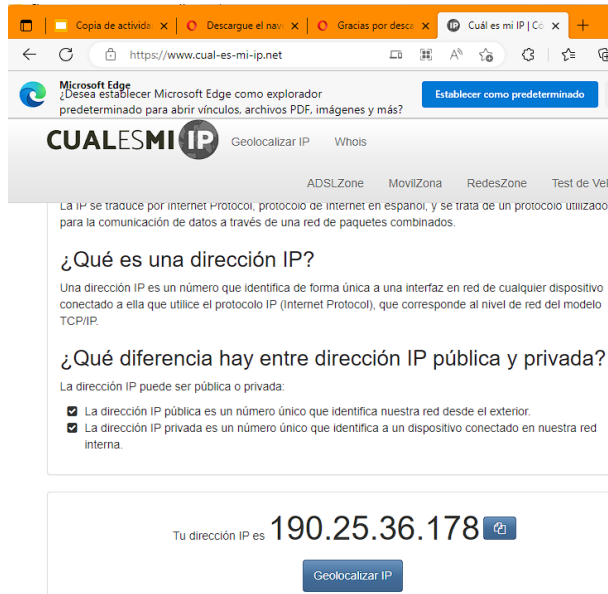 Copia de activida
Descargue el nav
Gracias por desca
Cuál es mi IP | Có
https://www.cual-es-mi-ip.net
Microsoft Edge
¿Desea establecer Microsoft Edge como explorador
predeterminado para abrir vínculos, archivos PDF, imágenes y
más?
Establecer como predeterminado
CUALESMI IP
Geolocalizar IP
Whois
ADSLZone
MovilZona
RedesZone
Test de Vel
La IP se traduce por Internet Protocol, protocolo de Internet en español, y se trata de un protocolo utilizado
para la comunicación de datos a través de una red de paquetes combinados.
¿Qué es una dirección IP?
Una dirección IP es un número que identifica de forma única a una interfaz en red de cualquier dispositivo
conectado a ella que utilice el protocolo IP (Internet Protocol), que corresponde al nivel de red del modelo
TCP/IP.
¿Qué diferencia hay entre dirección IP pública y privada?
La dirección IP puede ser pública o privada:
La dirección IP pública es un número único que identifica nuestra red desde el exterior.
La dirección IP privada es un número único que identifica a un dispositivo conectado en nuestra red
interna.
Tu dirección IP es 190.25.36.178
Geolocalizar IP